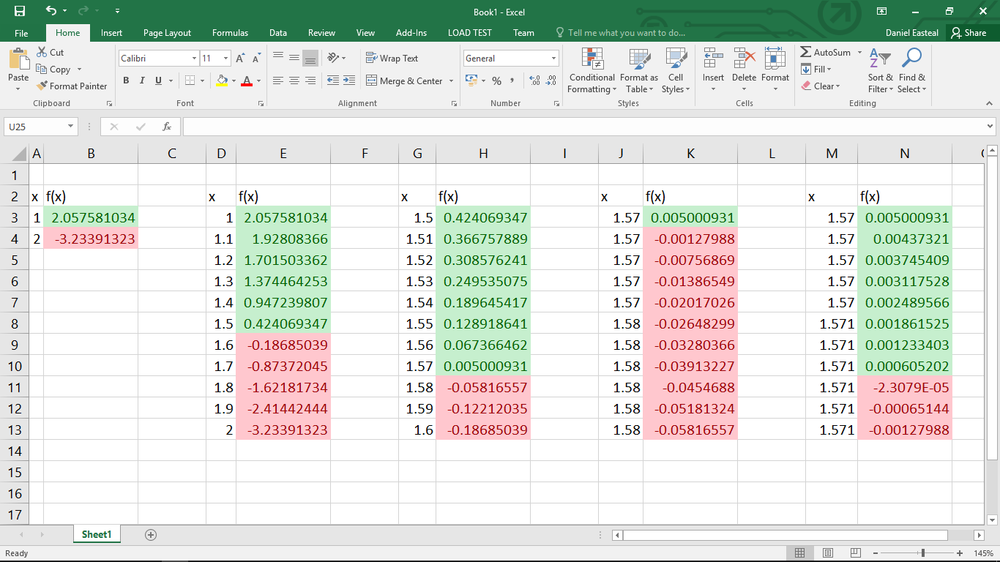 Book1 - Excel
File Home Insert Page Layout Formulas Data Review View Add-Ins LOAD TEST Team Tell me what you want to do... Daniel Easteal Share
Paste Cut Copy Format Painter Clipboard
Calibri 11 A A B I U A Font
Wrap Text Merge & Center Alignment
General % , .0 .00 .00 .0 Number
Conditional Formatting Format as Table Cell Styles Styles
Insert Delete Format Cells
AutoSum Fill Clear Sort & Filter Find & Select Editing
U25 fx
A B C D E F G H I J K L M N
1
2 x f(x) x f(x) x f(x) x f(x) x f(x)
3 1 2.057581034 1 2.057581034 1.5 0.424069347 1.57 0.005000931 1.57 0.005000931
4 2 -3.23391323 1.1 1.92808366 1.51 0.366757889 1.57 -0.00127988 1.57 0.00437321
5 1.2 1.701503362 1.52 0.308576241 1.57 -0.00756869 1.57 0.003745409
6 1.3 1.374464253 1.53 0.249535075 1.57 -0.01386549 1.57 0.003117528
7 1.4 0.947239807 1.54 0.189645417 1.57 -0.02017026 1.57 0.002489566
8 1.5 0.424069347 1.55 0.128918641 1.58 -0.02648299 1.571 0.001861525
9 1.6 -0.18685039 1.56 0.067366462 1.58 -0.03280366 1.571 0.001233403
10 1.7 -0.87372045 1.57 0.005000931 1.58 -0.03913227 1.571 0.000605202
11 1.8 -1.62181734 1.58 -0.05816557 1.58 -0.0454688 1.571 -2.3079E-05
12 1.9 -2.41442444 1.59 -0.12212035 1.58 -0.05181324 1.571 -0.00065144
13 2 -3.23391323 1.6 -0.18685039 1.58 -0.05816557 1.571 -0.00127988
14
15
16
17
Sheet1
Ready 145%